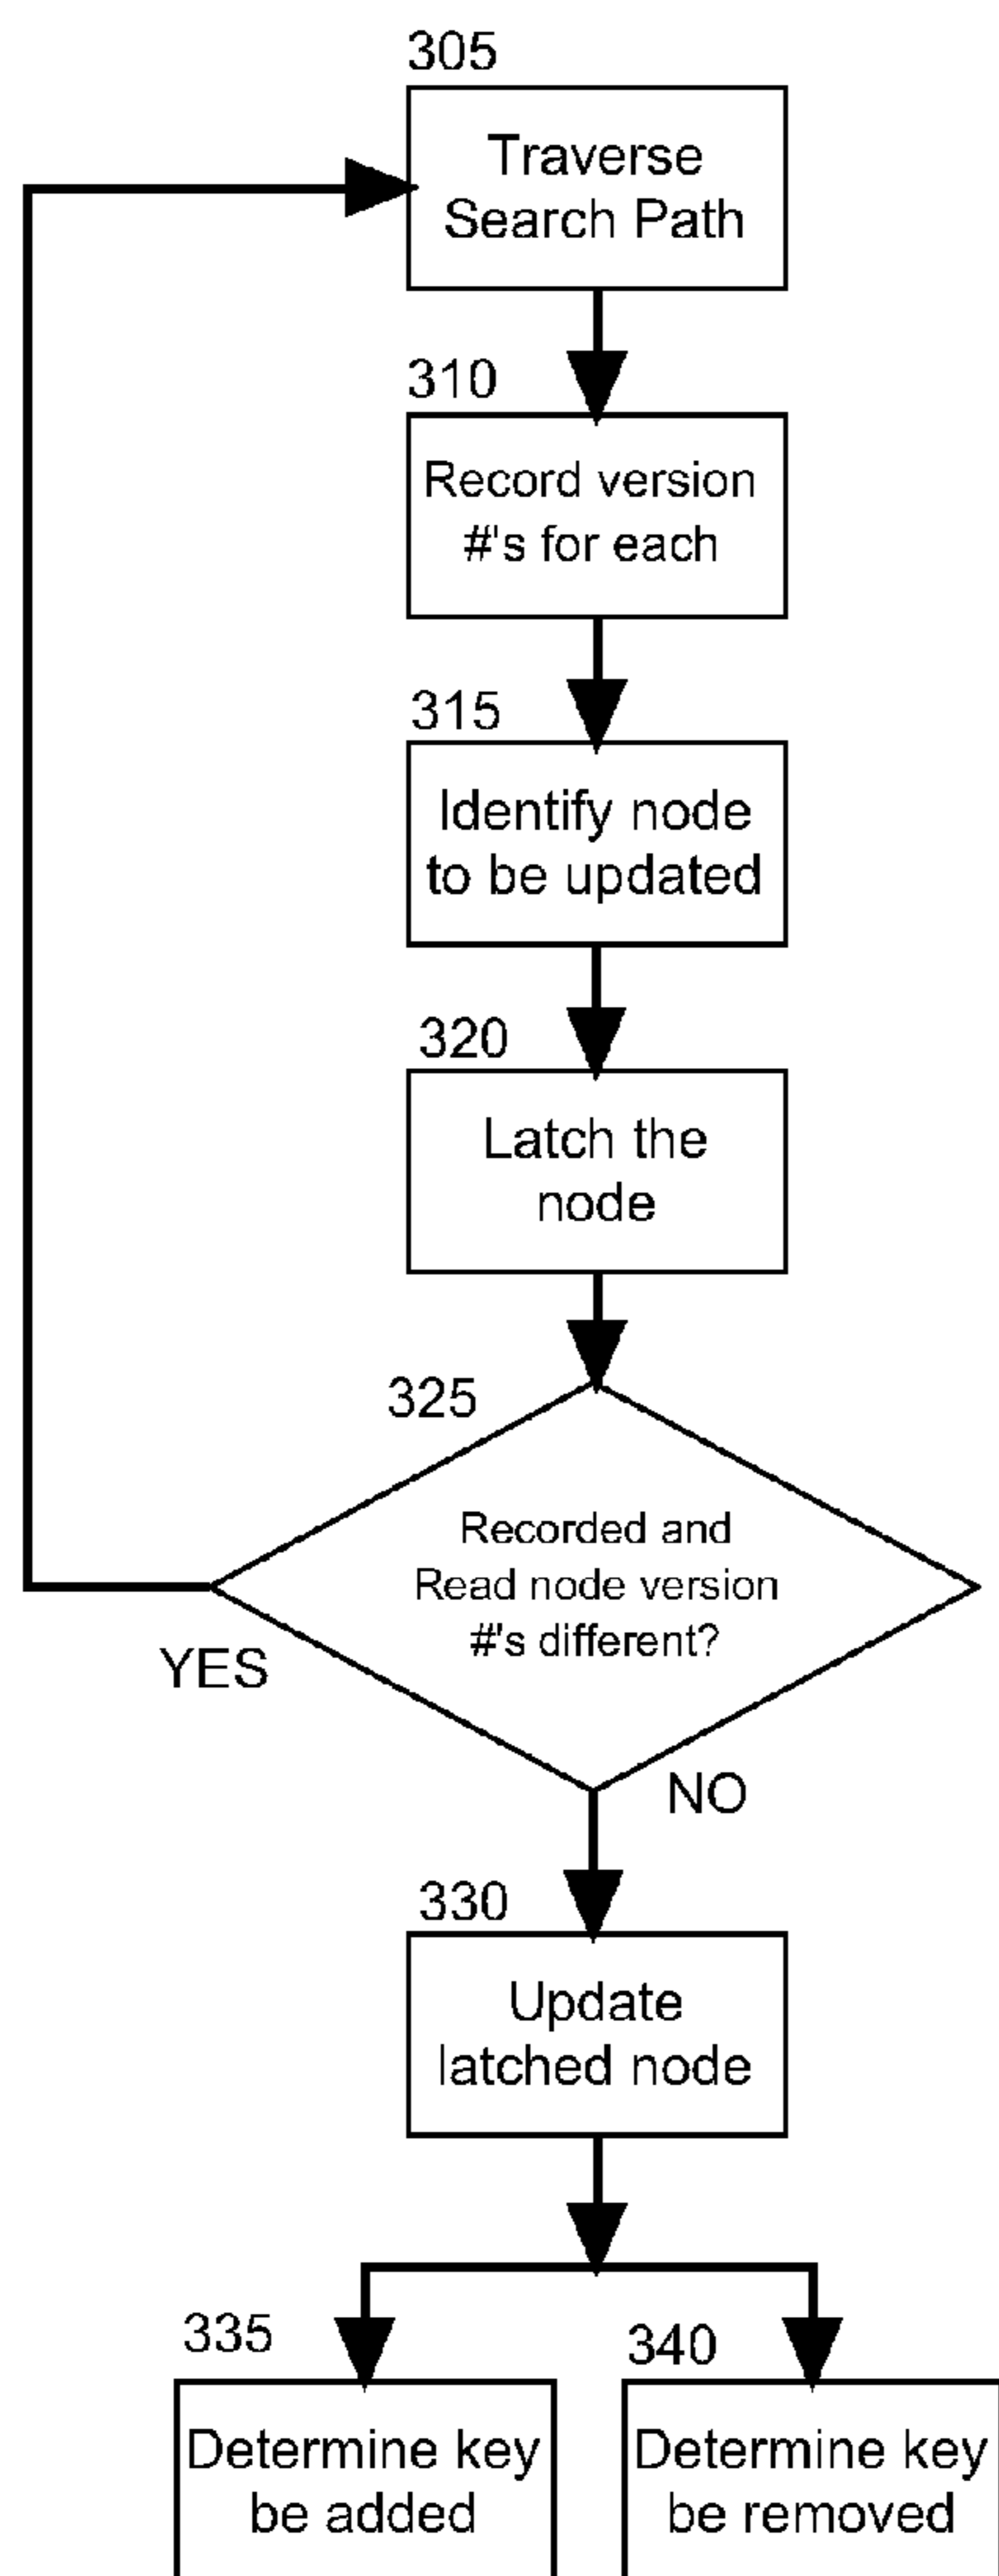 305
Traverse
Search Path
310
Record version
#'s for each
315
Identify node
to be updated
320
Latch the
node
325
Recorded and
Read node version
#'s different?
YES
NO
330
Update
latched node
335
Determine key
be added
340
Determine key
be removed